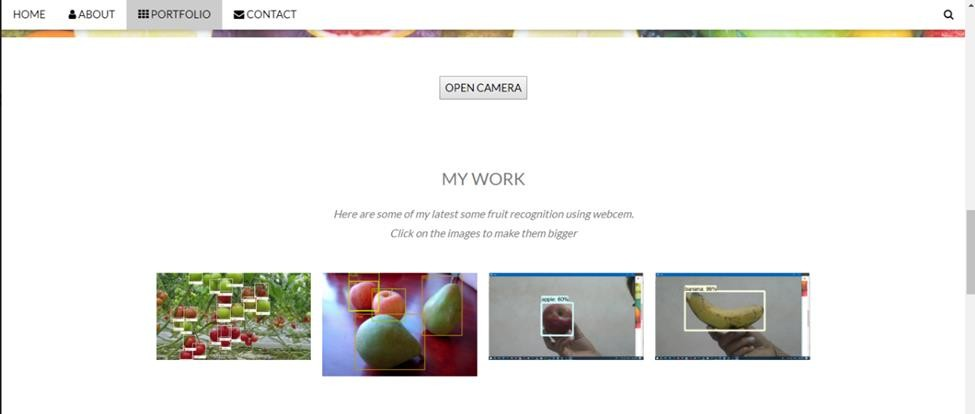 HOME ABOUT PORTFOLIO CONTACT
OPEN CAMERA
MY WORK
Here are some of my latest some fruit recognition using webcem.
Click on the images to make them bigger
apple: 60%
banana: 99%